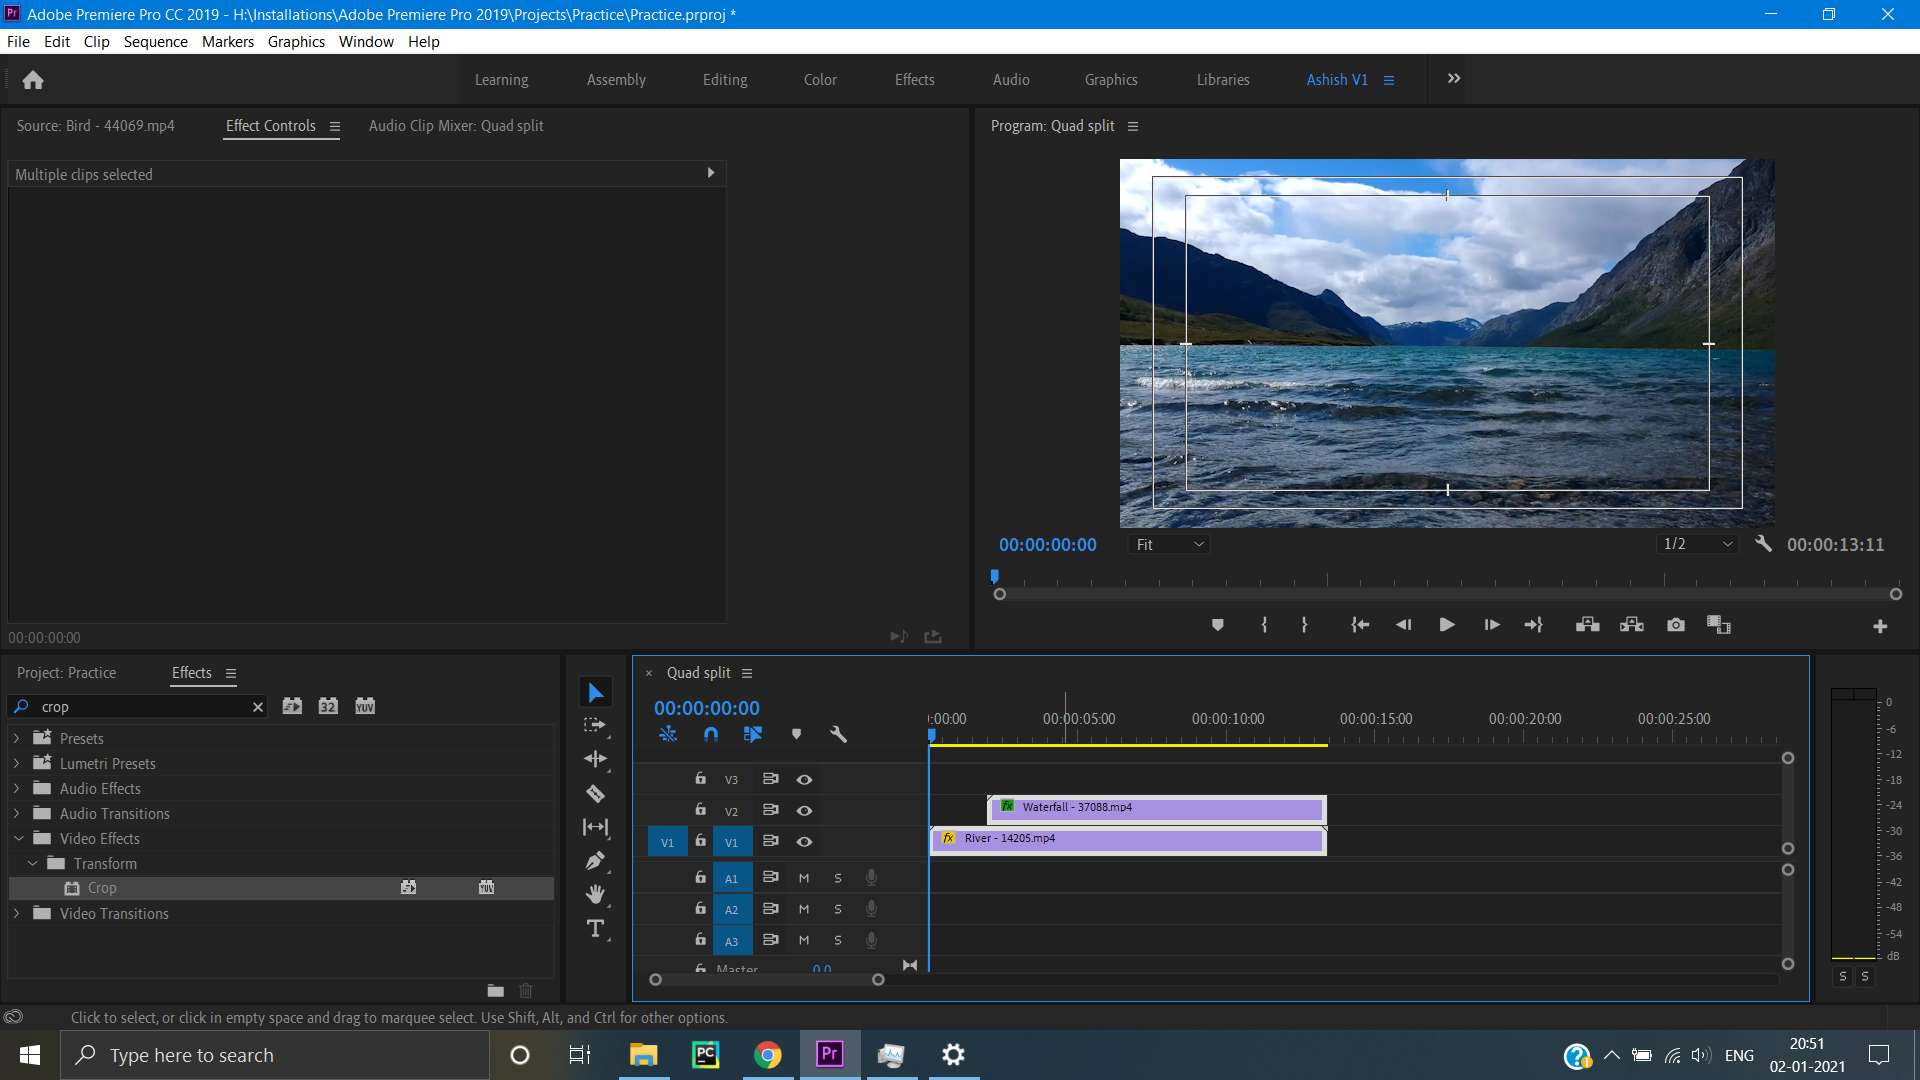 Pr Adobe Premiere Pro CC 2019 - H:\Installations\Adobe Premiere Pro 2019\Projects\Practice\Practice.prproj *
File Edit Clip Sequence Markers Graphics Window Help
Learning Assembly Editing Color Effects Audio Graphics Libraries Ashish V1
Source: Bird - 44069.mp4 Effect Controls Audio Clip Mixer: Quad split
Program: Quad split
Multiple clips selected
00:00:00:00 Fit 1/2 00:00:13:11
00:00:00:00
Project: Practice Effects
crop 32 YUV
Presets
Lumetri Presets
Audio Effects
Audio Transitions
Video Effects
Transform
Crop YUV
Video Transitions
Quad split
00:00:00:00
:00:00 00:00:05:00 00:00:10:00 00:00:15:00 00:00:20:00 00:00:25:00
V3
V2 fx Waterfall - 37088.mp4
V1 V1 fx River - 14205.mp4
A1 M S
A2 M S
A3 M S
Master 0.0
0
-6
-12
-18
-24
-30
-36
-42
-48
-54
dB
S S
Click to select, or click in empty space and drag to marquee select. Use Shift, Alt, and Ctrl for other options.
Type here to search PC Pr ENG
20:51
02-01-2021